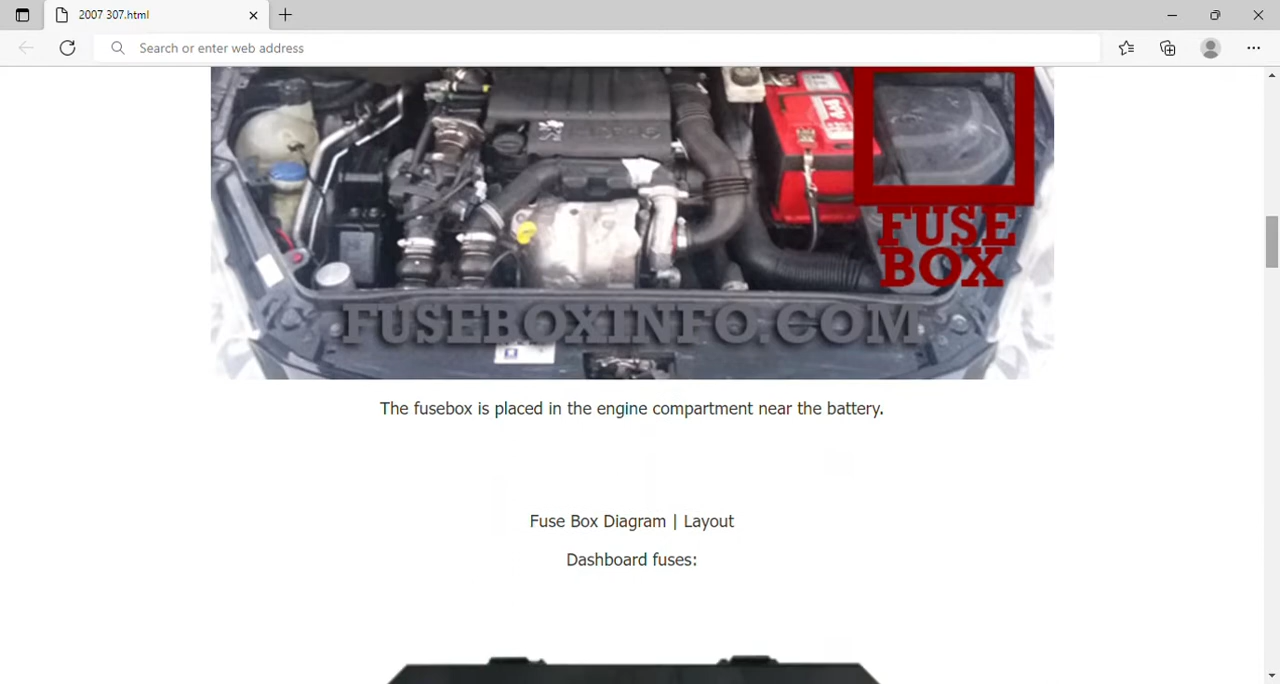 2007 307.html
Search or enter web address
FUSE
BOX
FUSEBOXINFO.COM
The fusebox is placed in the engine compartment near the battery.
Fuse Box Diagram | Layout
Dashboard fuses: